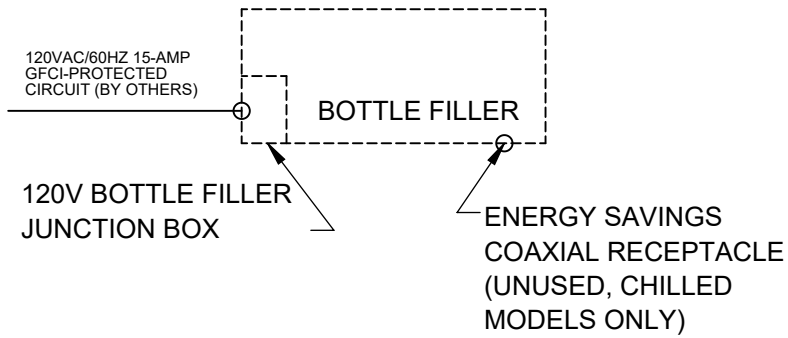 120VAC/60HZ 15-AMP
GFCI-PROTECTED
CIRCUIT (BY OTHERS)
BOTTLE FILLER
120V BOTTLE FILLER
JUNCTION BOX
ENERGY SAVINGS
COAXIAL RECEPTACLE
(UNUSED, CHILLED
MODELS ONLY)